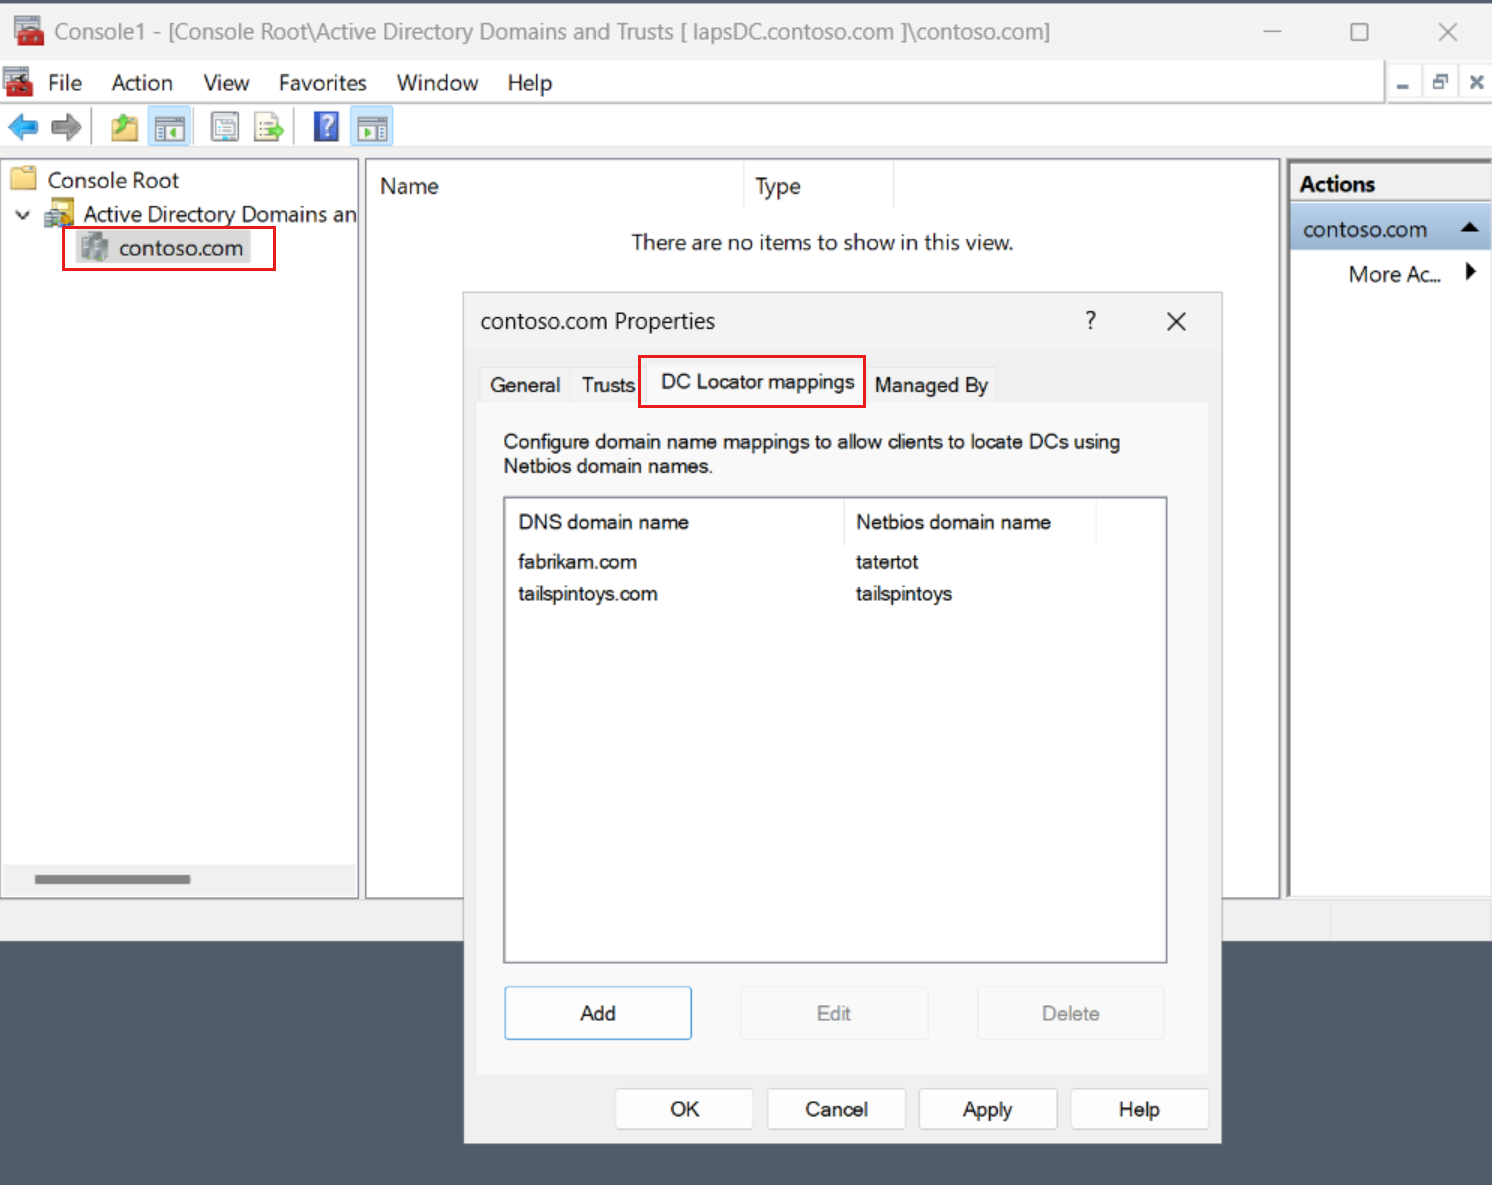 Console1 - [Console Root\Active Directory Domains and Trusts [ lapsDC.contoso.com ]\contoso.com]
File Action View Favorites Window Help
Console Root
Active Directory Domains an
contoso.com
Name Type
There are no items to show in this view.
Actions
contoso.com
More Ac...
contoso.com Properties
?
General Trusts DC Locator mappings Managed By
Configure domain name mappings to allow clients to locate DCs using
Netbios domain names.
DNS domain name Netbios domain name
fabrikam.com tatertot
tailspintoys.com tailspintoys
Add Edit Delete
OK Cancel Apply Help